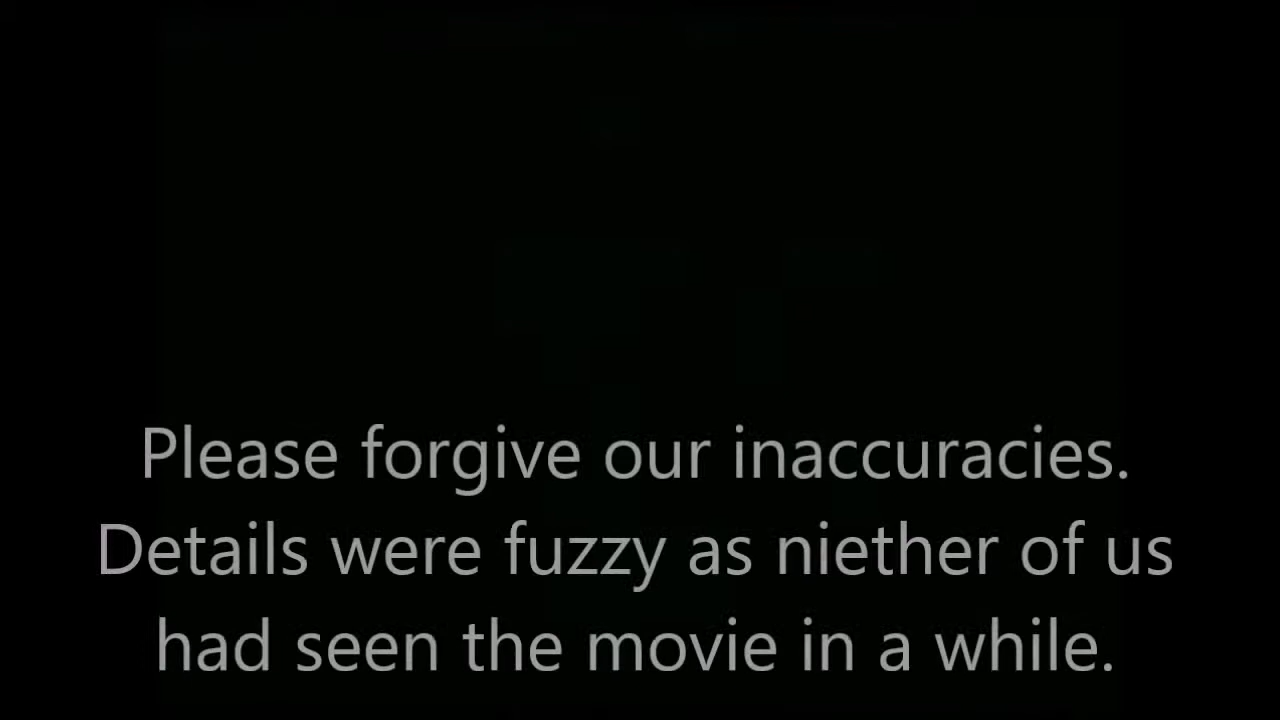 Please forgive our inaccuracies.
Details were fuzzy as niether of us
had seen the movie in a while.